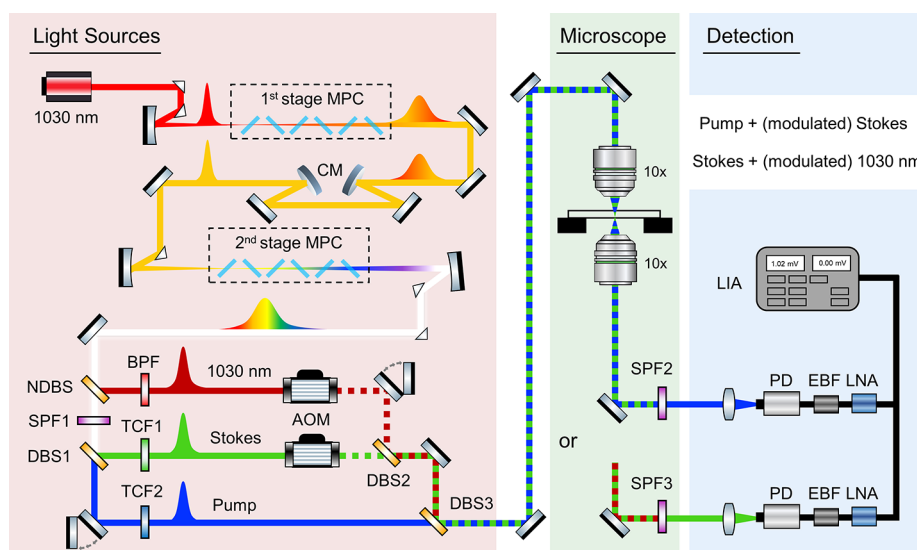 Light Sources
Microscope
Detection
1030 nm
1st stage MPC
CM
2nd stage MPC
10x
10x
Pump + (modulated) Stokes
Stokes + (modulated) 1030 nm
1.02 mV
0.00 mV
LIA
NDBS
BPF
1030 nm
AOM
SPF1
TCF1
Stokes
DBS1
DBS2
TCF2
Pump
DBS3
SPF2
PD
EBF
LNA
or
SPF3
PD
EBF
LNA